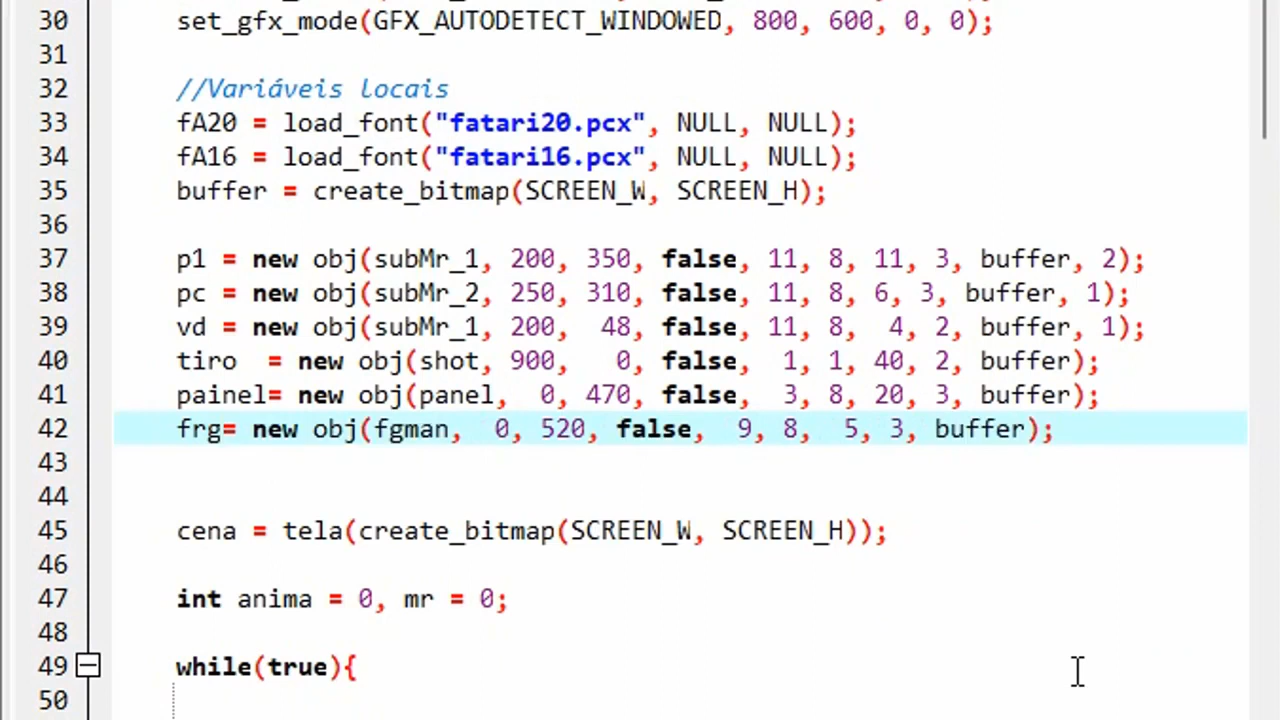 30 set_gfx_mode(GFX_AUTODETECT_WINDOWED, 800, 600, 0, 0);
31
32 //Variáveis locais
33 fA20 = load_font("fatari20.pcx", NULL, NULL);
34 fA16 = load_font("fatari16.pcx", NULL, NULL);
35 buffer = create_bitmap(SCREEN_W, SCREEN_H);
36
37 p1 = new obj(subMr_1, 200, 350, false, 11, 8, 11, 3, buffer, 2);
38 pc = new obj(subMr_2, 250, 310, false, 11, 8, 6, 3, buffer, 1);
39 vd = new obj(subMr_1, 200,  48, false, 11, 8,  4, 2, buffer, 1);
40 tiro  = new obj(shot, 900,   0, false,  1, 1, 40, 2, buffer);
41 painel= new obj(panel,  0, 470, false,  3, 8, 20, 3, buffer);
42 frg= new obj(fgman,  0, 520, false,  9, 8,  5, 3, buffer);
43
44
45 cena = tela(create_bitmap(SCREEN_W, SCREEN_H));
46
47 int anima = 0, mr = 0;
48
49 while(true){
50